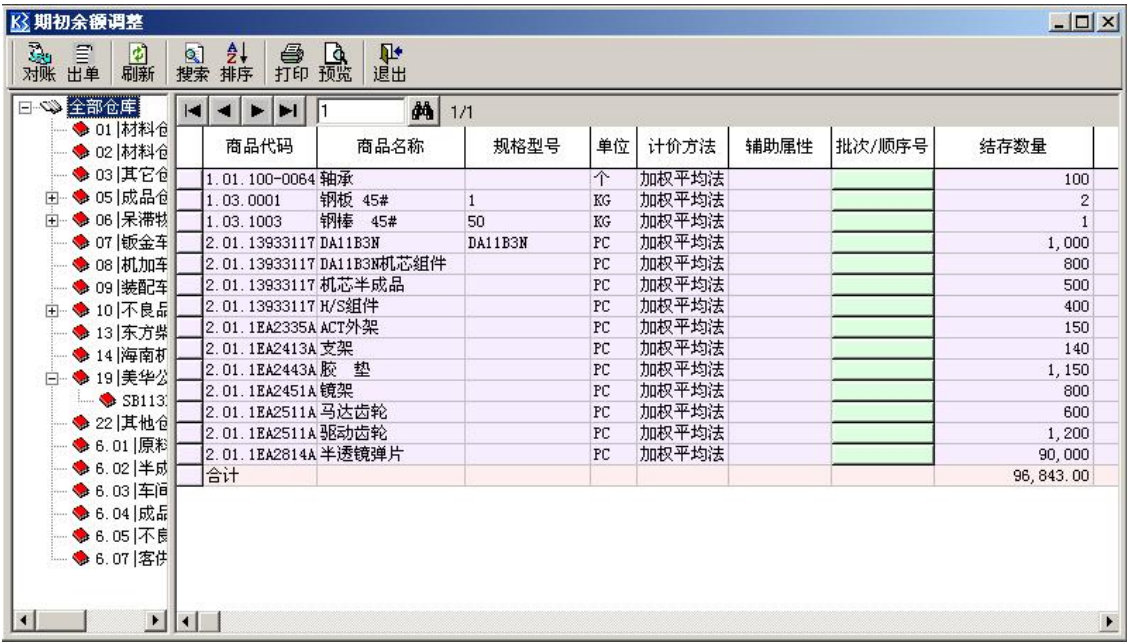 K3 期初余额调整
对账 出单 刷新 搜索 排序 打印 预览 退出
全部仓库
01|材料仓
02|材料仓
03|其它仓
05|成品仓
06|呆滞物
07|钣金车
08|机加车
09|装配车
10|不良品
13|东方柴
14|海南机
19|美华公
SB113
22|其他仓
6.01|原料
6.02|半成
6.03|车间
6.04|成品
6.05|不良
6.07|客供
1 1/1
商品代码 商品名称 规格型号 单位 计价方法 辅助属性 批次/顺序号 结存数量
1.01.100-0064 轴承 个 加权平均法 100
1.03.0001 钢板 45# 1 KG 加权平均法 2
1.03.1003 钢棒 45# 50 KG 加权平均法 1
2.01.13933117 DA11B3N DA11B3N PC 加权平均法 1,000
2.01.13933117 DA11B3N机芯组件 PC 加权平均法 800
2.01.13933117 机芯半成品 PC 加权平均法 500
2.01.13933117 H/S组件 PC 加权平均法 400
2.01.1EA2335A ACT外架 PC 加权平均法 150
2.01.1EA2413A 支架 PC 加权平均法 140
2.01.1EA2443A 胶 垫 PC 加权平均法 1,150
2.01.1EA2451A 镜架 PC 加权平均法 800
2.01.1EA2511A 马达齿轮 PC 加权平均法 600
2.01.1EA2511A 驱动齿轮 PC 加权平均法 1,200
2.01.1EA2814A 半透镜弹片 PC 加权平均法 90,000
合计 96,843.00